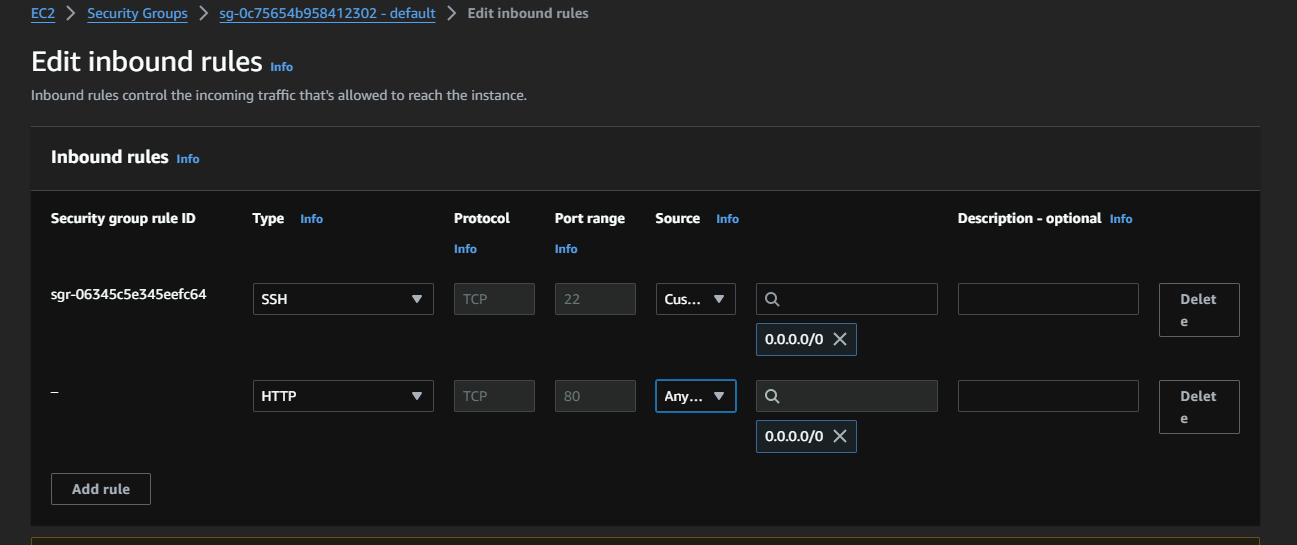 EC2 > Security Groups > sg-0c75654b958412302 - default > Edit inbound rules
Edit inbound rules Info
Inbound rules control the incoming traffic that's allowed to reach the instance.
Inbound rules Info
Security group rule ID Type Info Protocol Port range Source Info Description - optional Info
Info Info
sgr-06345c5e345eefc64 SSH TCP 22 Cus... Delet
e
0.0.0.0/0
– HTTP TCP 80 Any... Delet
e
0.0.0.0/0
Add rule